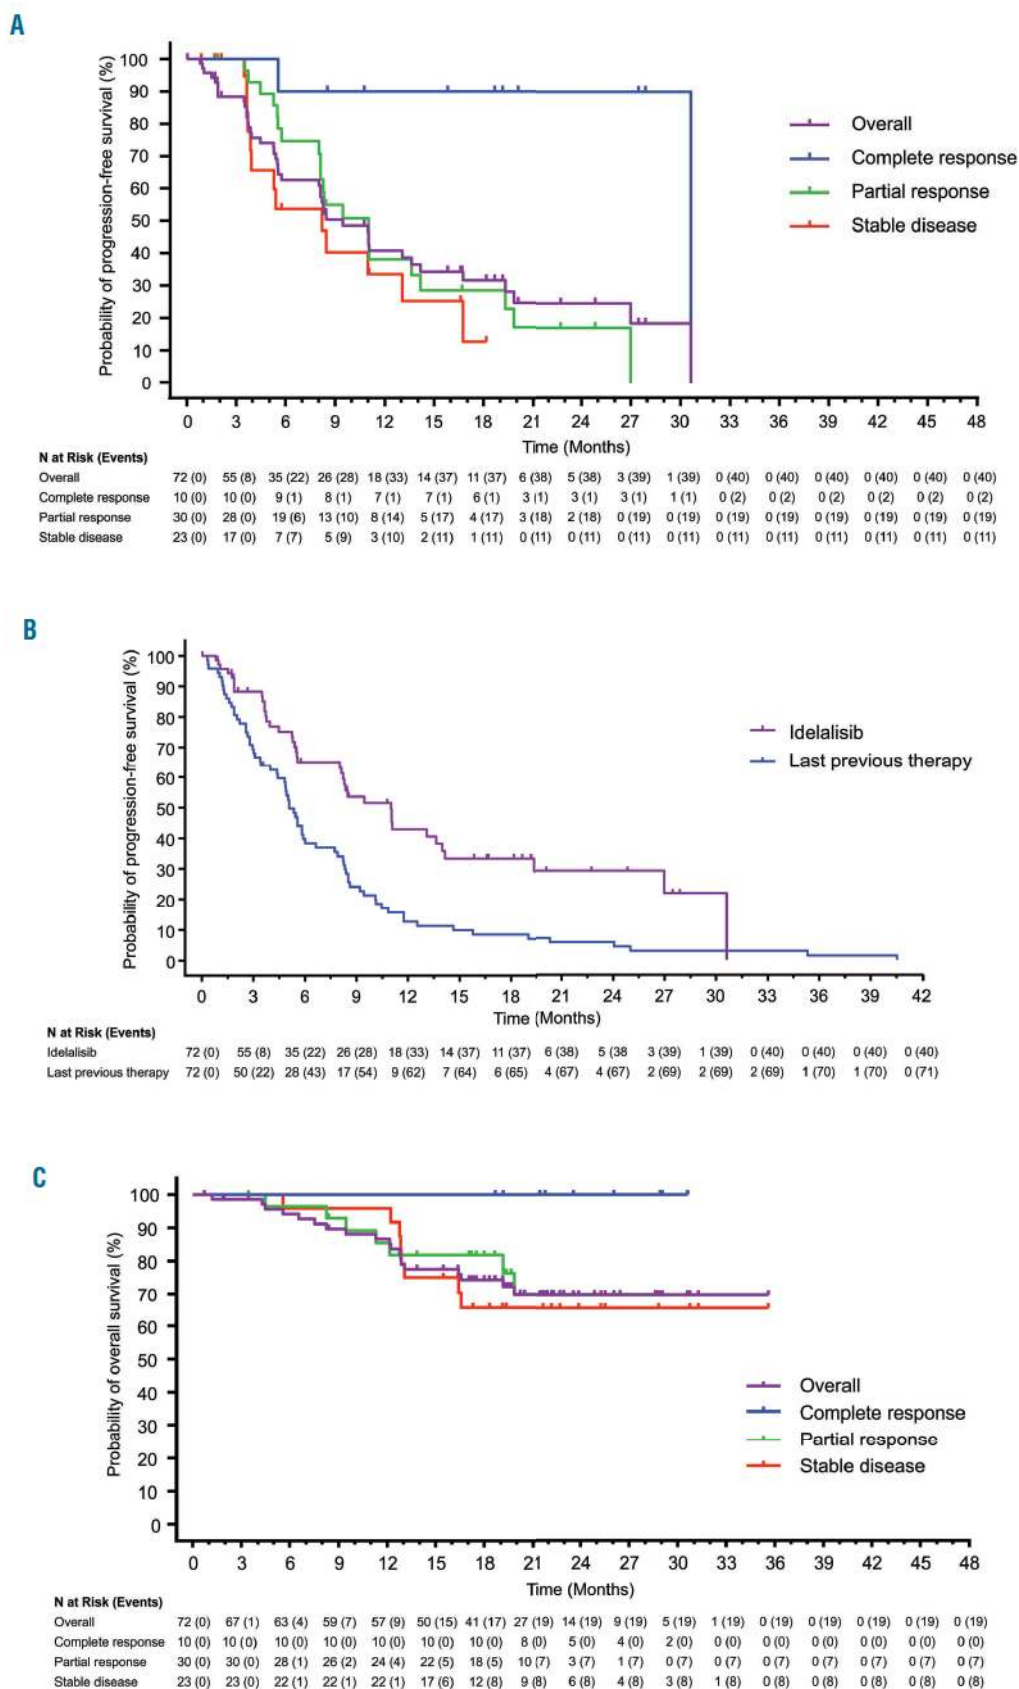 A
Probability of progression-free survival (%)
100
90
80
70
60
50
40
30
20
10
0
Overall
Complete response
Partial response
Stable disease
0 3 6 9 12 15 18 21 24 27 30 33 36 39 42 45 48
Time (Months)
N at Risk (Events)
Overall 72 (0) 55 (8) 35 (22) 26 (28) 18 (33) 14 (37) 11 (37) 6 (38) 5 (38) 3 (39) 1 (39) 0 (40) 0 (40) 0 (40) 0 (40) 0 (40) 0 (40)
Complete response 10 (0) 10 (0) 9 (1) 8 (1) 7 (1) 7 (1) 6 (1) 3 (1) 3 (1) 3 (1) 1 (1) 0 (2) 0 (2) 0 (2) 0 (2) 0 (2) 0 (2)
Partial response 30 (0) 28 (0) 19 (6) 13 (10) 8 (14) 5 (17) 4 (17) 3 (18) 2 (18) 0 (19) 0 (19) 0 (19) 0 (19) 0 (19) 0 (19) 0 (19) 0 (19)
Stable disease 23 (0) 17 (0) 7 (7) 5 (9) 3 (10) 2 (11) 1 (11) 0 (11) 0 (11) 0 (11) 0 (11) 0 (11) 0 (11) 0 (11) 0 (11) 0 (11) 0 (11)
B
Probability of progression-free survival (%)
100
90
80
70
60
50
40
30
20
10
0
Idelalisib
Last previous therapy
0 3 6 9 12 15 18 21 24 27 30 33 36 39 42
Time (Months)
N at Risk (Events)
Idelalisib 72 (0) 55 (8) 35 (22) 26 (28) 18 (33) 14 (37) 11 (37) 6 (38) 5 (38 3 (39) 1 (39) 0 (40) 0 (40) 0 (40) 0 (40)
Last previous therapy 72 (0) 50 (22) 28 (43) 17 (54) 9 (62) 7 (64) 6 (65) 4 (67) 4 (67) 2 (69) 2 (69) 2 (69) 1 (70) 1 (70) 0 (71)
C
Probability of overall survival (%)
100
90
80
70
60
50
40
30
20
10
0
Overall
Complete response
Partial response
Stable disease
0 3 6 9 12 15 18 21 24 27 30 33 36 39 42 45 48
Time (Months)
N at Risk (Events)
Overall 72 (0) 67 (1) 63 (4) 59 (7) 57 (9) 50 (15) 41 (17) 27 (19) 14 (19) 9 (19) 5 (19) 1 (19) 0 (19) 0 (19) 0 (19) 0 (19) 0 (19)
Complete response 10 (0) 10 (0) 10 (0) 10 (0) 10 (0) 10 (0) 10 (0) 8 (0) 5 (0) 4 (0) 2 (0) 0 (0) 0 (0) 0 (0) 0 (0) 0 (0) 0 (0)
Partial response 30 (0) 30 (0) 28 (1) 26 (2) 24 (4) 22 (5) 18 (5) 10 (7) 3 (7) 1 (7) 0 (7) 0 (7) 0 (7) 0 (7) 0 (7) 0 (7) 0 (7)
Stable disease 23 (0) 23 (0) 22 (1) 22 (1) 22 (1) 17 (6) 12 (8) 9 (8) 6 (8) 4 (8) 3 (8) 1 (8) 0 (8) 0 (8) 0 (8) 0 (8) 0 (8)